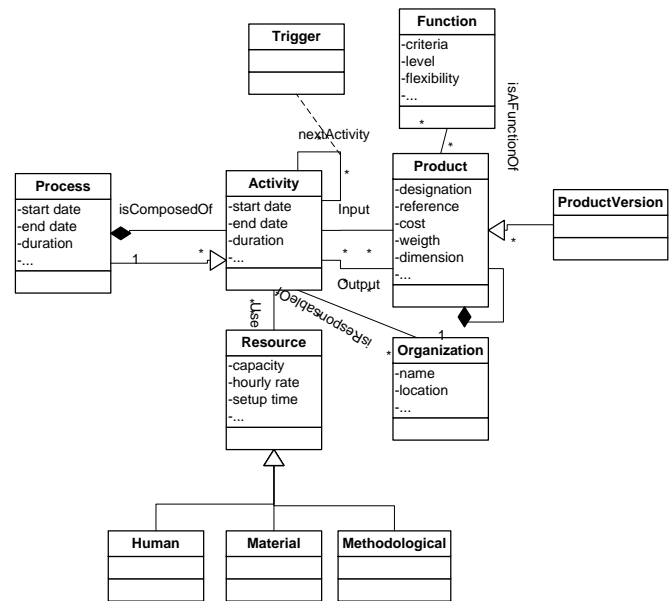 Trigger
Function
-criteria
-level
-flexibility
-...
isAFunctionOf
*
*
nextActivity
*
*
Process
-start date
-end date
-duration
-...
isComposedOf
1
*
Activity
-start date
-end date
-duration
-...
Input
*
*
Output
*
*
Product
-designation
-reference
-cost
-weigth
-dimension
-...
ProductVersion
*
Use
*
isResponsableOf
*
*
1
Resource
-capacity
-hourly rate
-setup time
-...
Organization
-name
-location
-...
Human
Material
Methodological